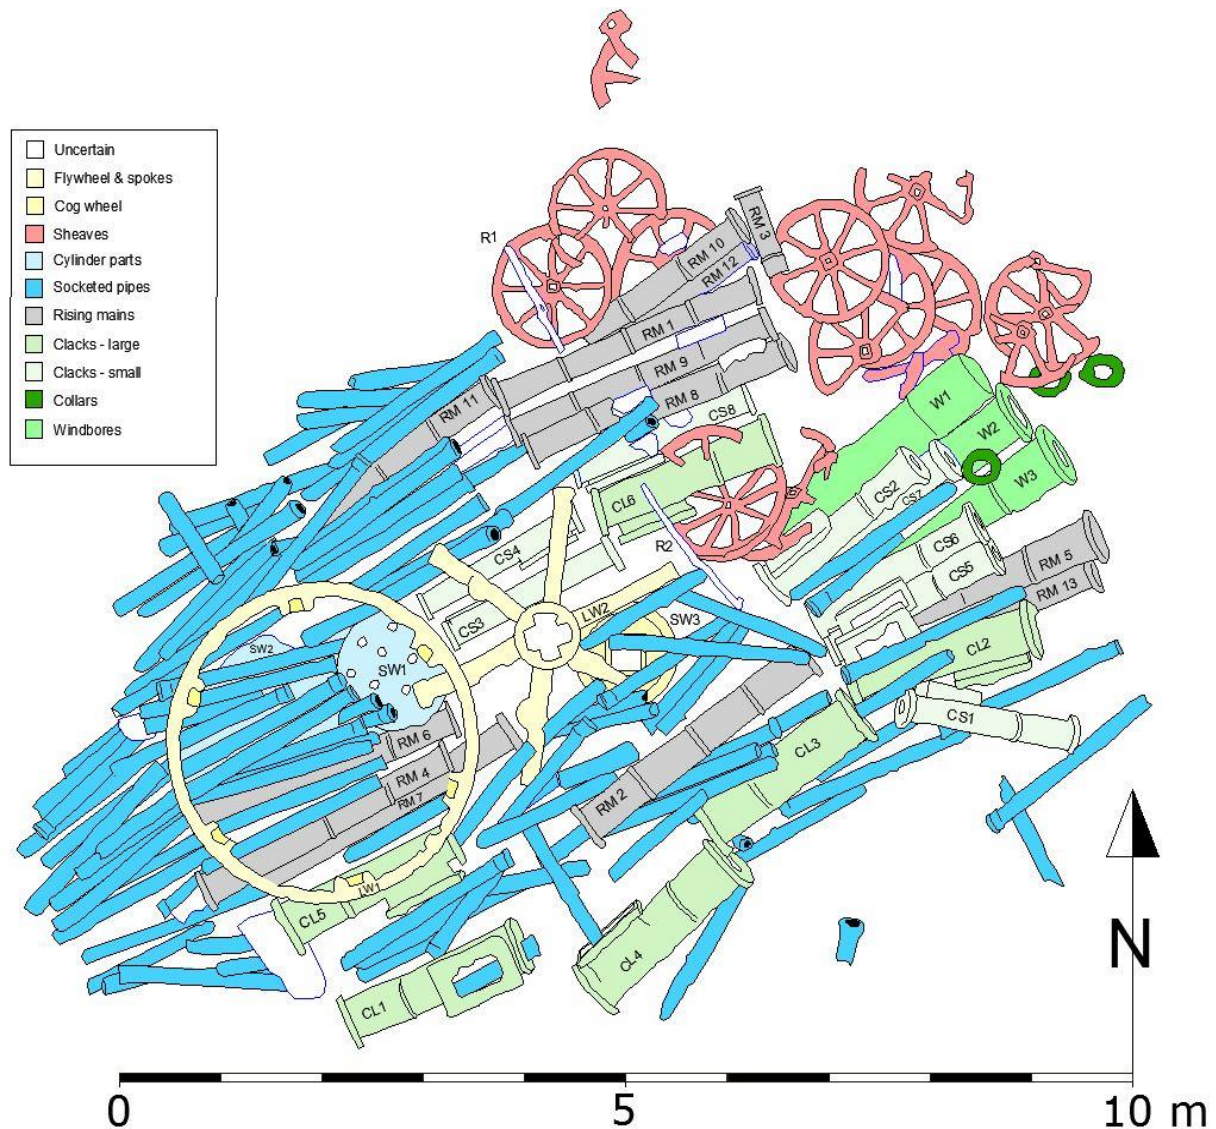 Uncertain
Flywheel & spokes
Cog wheel
Sheaves
Cylinder parts
Socketed pipes
Rising mains
Clacks - large
Clacks - small
Collars
Windbores
R1
RM 3
RM 10
RM 12
RM 1
RM 9
RM 8
RM 11
CS8
W1
W2
W3
CL6
CS2
CS7
R2
CS4
CS6
CS5
RM 5
RM 13
LW2
CS3
SW3
SW2
SW1
CL2
CS1
RM 6
CL3
RM 4
RM 7
RM 2
LW1
CL5
CL4
CL1
N
0
5
10 m